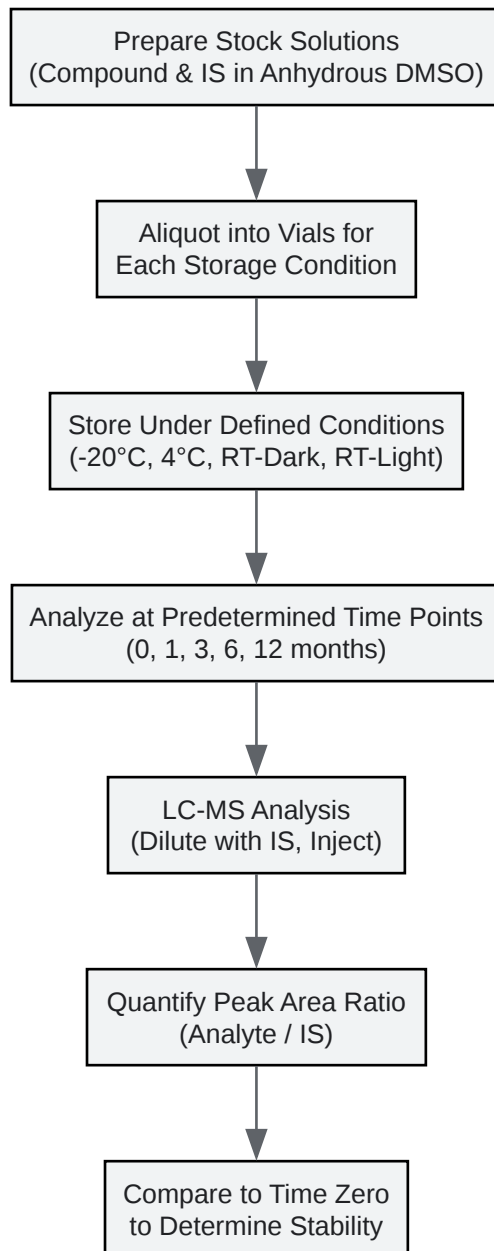 Prepare Stock Solutions
(Compound & IS in Anhydrous DMSO)
Aliquot into Vials for
Each Storage Condition
Store Under Defined Conditions
(-20°C, 4°C, RT-Dark, RT-Light)
Analyze at Predetermined Time Points
(0, 1, 3, 6, 12 months)
LC-MS Analysis
(Dilute with IS, Inject)
Quantify Peak Area Ratio
(Analyte / IS)
Compare to Time Zero
to Determine Stability